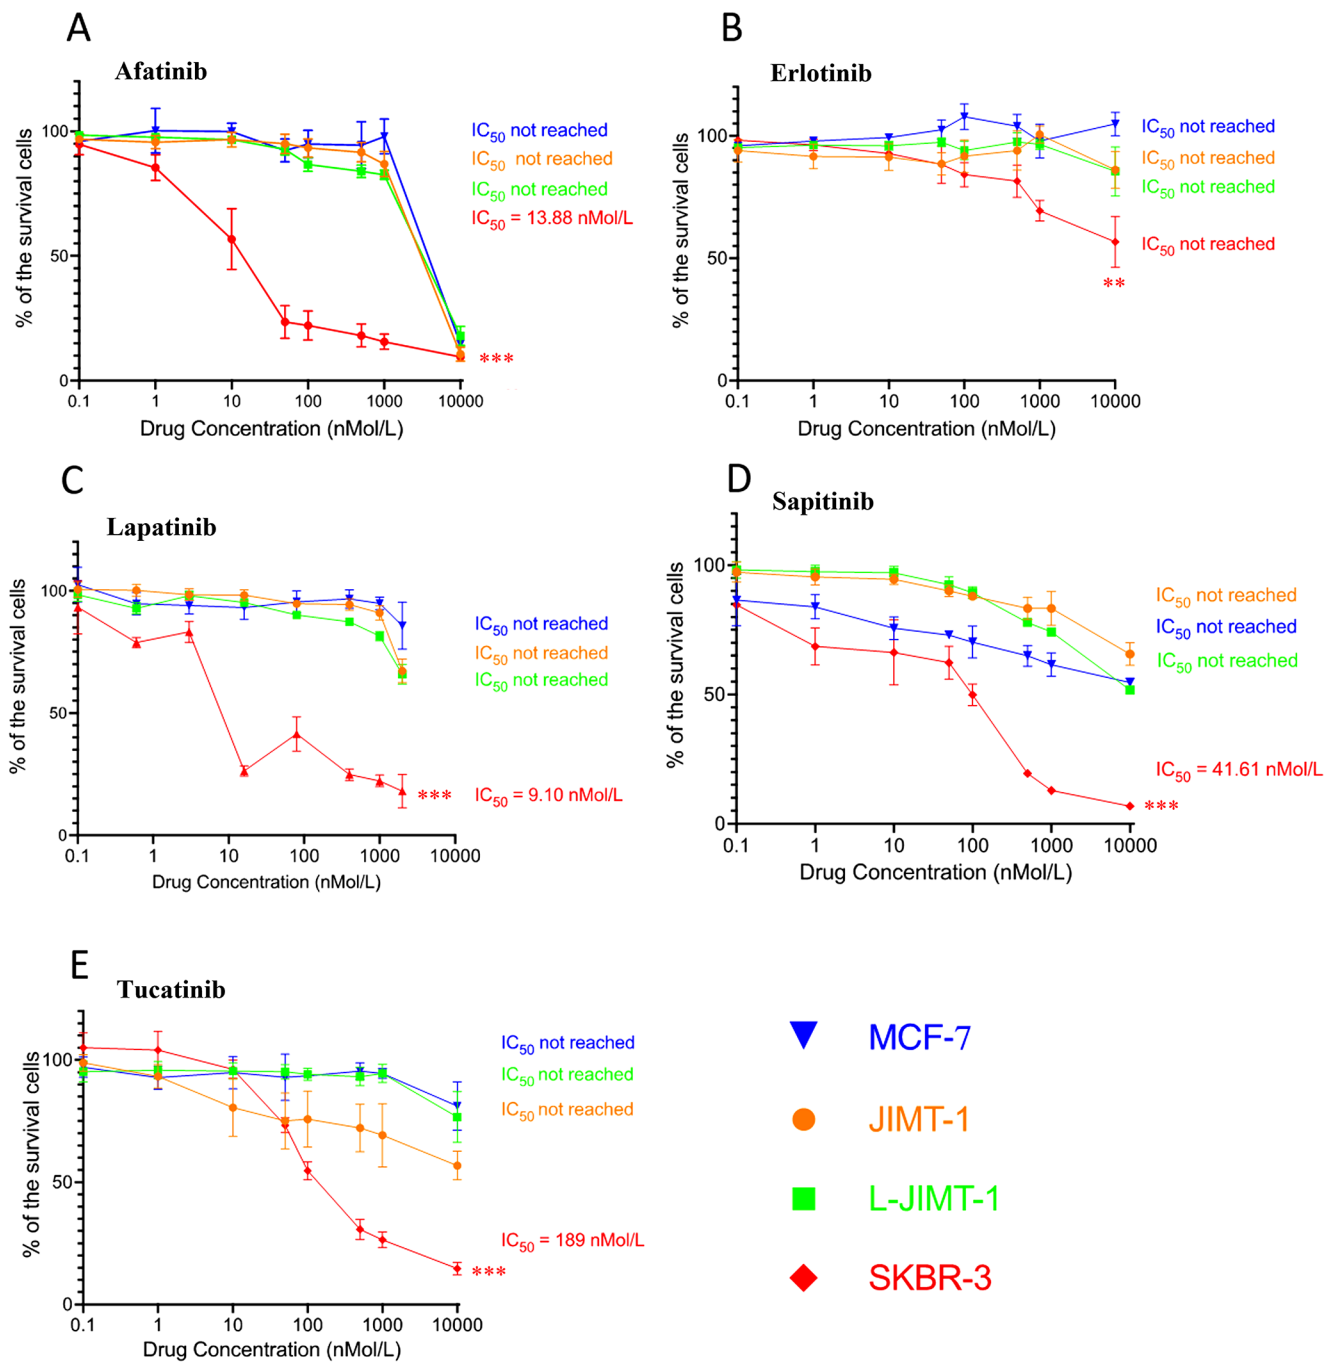 A
Afatinib
% of the survival cells
100
50
0
0.1 1 10 100 1000 10000
Drug Concentration (nMol/L)
IC50 not reached
IC50 not reached
IC50 not reached
IC50 = 13.88 nMol/L
***
B
Erlotinib
% of the survival cells
100
50
0
0.1 1 10 100 1000 10000
Drug Concentration (nMol/L)
IC50 not reached
IC50 not reached
IC50 not reached
IC50 not reached
**
C
Lapatinib
% of the survival cells
100
50
0
0.1 1 10 100 1000 10000
Drug Concentration (nMol/L)
IC50 not reached
IC50 not reached
IC50 not reached
*** IC50 = 9.10 nMol/L
D
Sapitinib
% of the survival cells
100
50
0
0.1 1 10 100 1000 10000
Drug Concentration (nMol/L)
IC50 not reached
IC50 not reached
IC50 not reached
IC50 = 41.61 nMol/L
***
E
Tucatinib
% of the survival cells
100
50
0
0.1 1 10 100 1000 10000
Drug Concentration (nMol/L)
IC50 not reached
IC50 not reached
IC50 not reached
IC50 = 189 nMol/L
***
MCF-7
JIMT-1
L-JIMT-1
SKBR-3